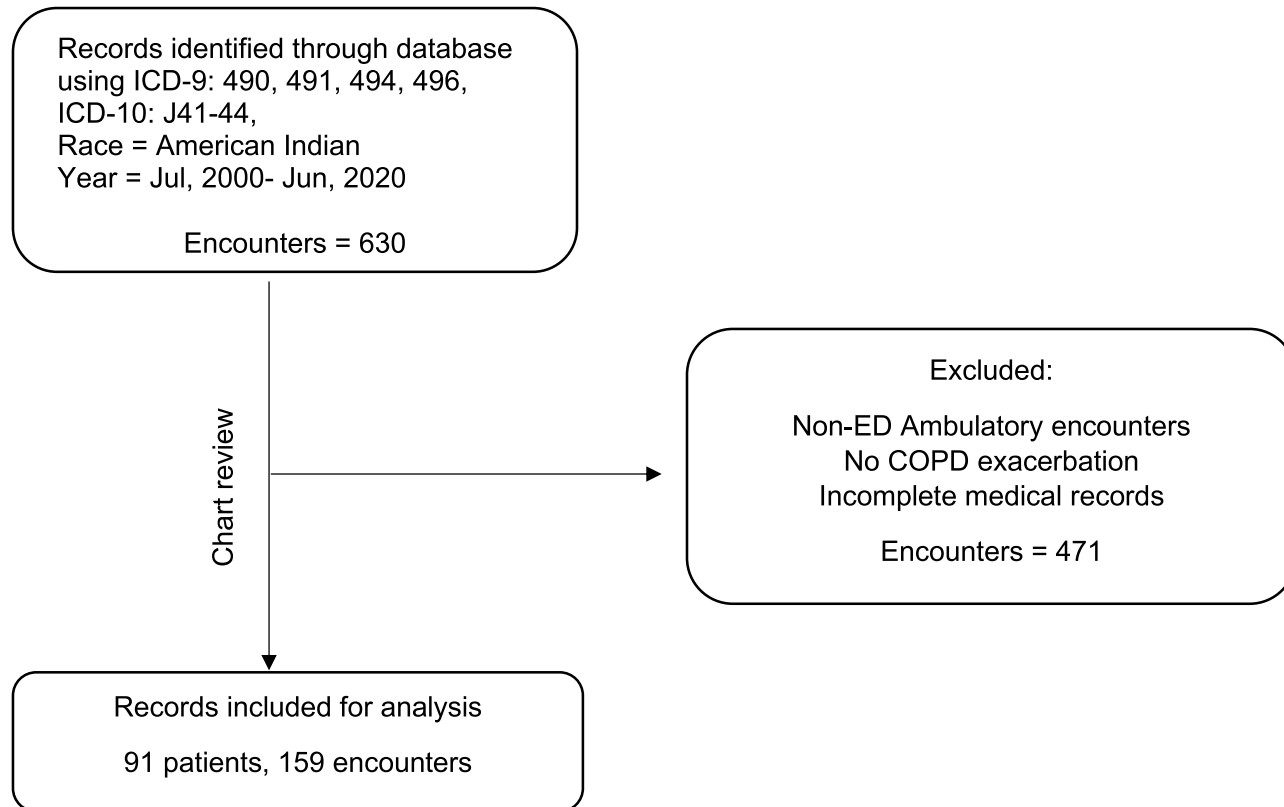 Records identified through database
using ICD-9: 490, 491, 494, 496,
ICD-10: J41-44,
Race = American Indian
Year = Jul, 2000- Jun, 2020
Encounters = 630
Chart review
Excluded:
Non-ED Ambulatory encounters
No COPD exacerbation
Incomplete medical records
Encounters = 471
Records included for analysis
91 patients, 159 encounters